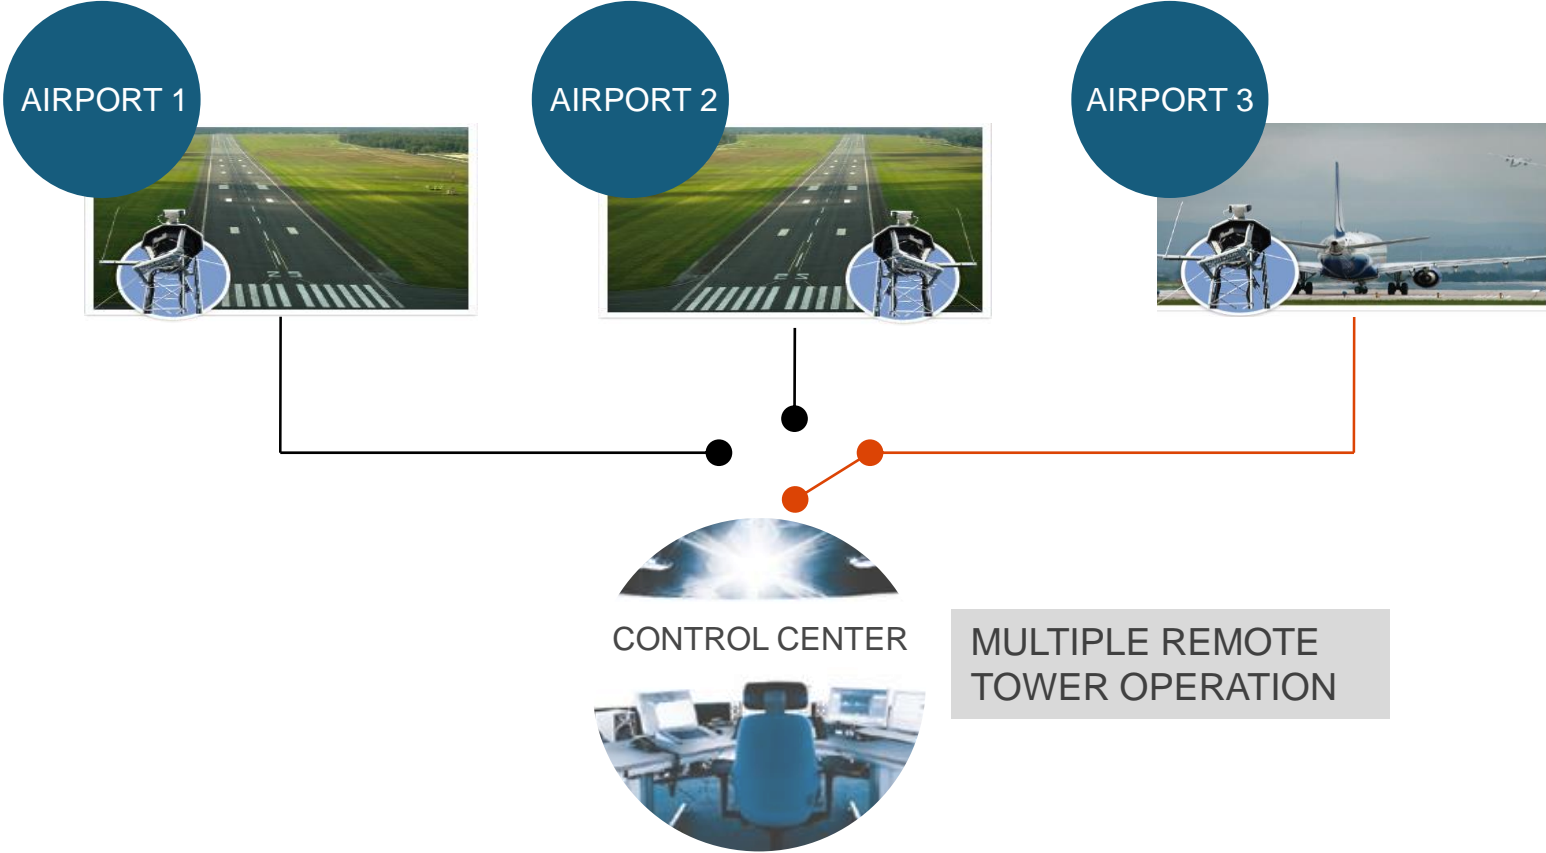 AIRPORT 1
AIRPORT 2
AIRPORT 3
CONTROL CENTER
MULTIPLE REMOTE
TOWER OPERATION